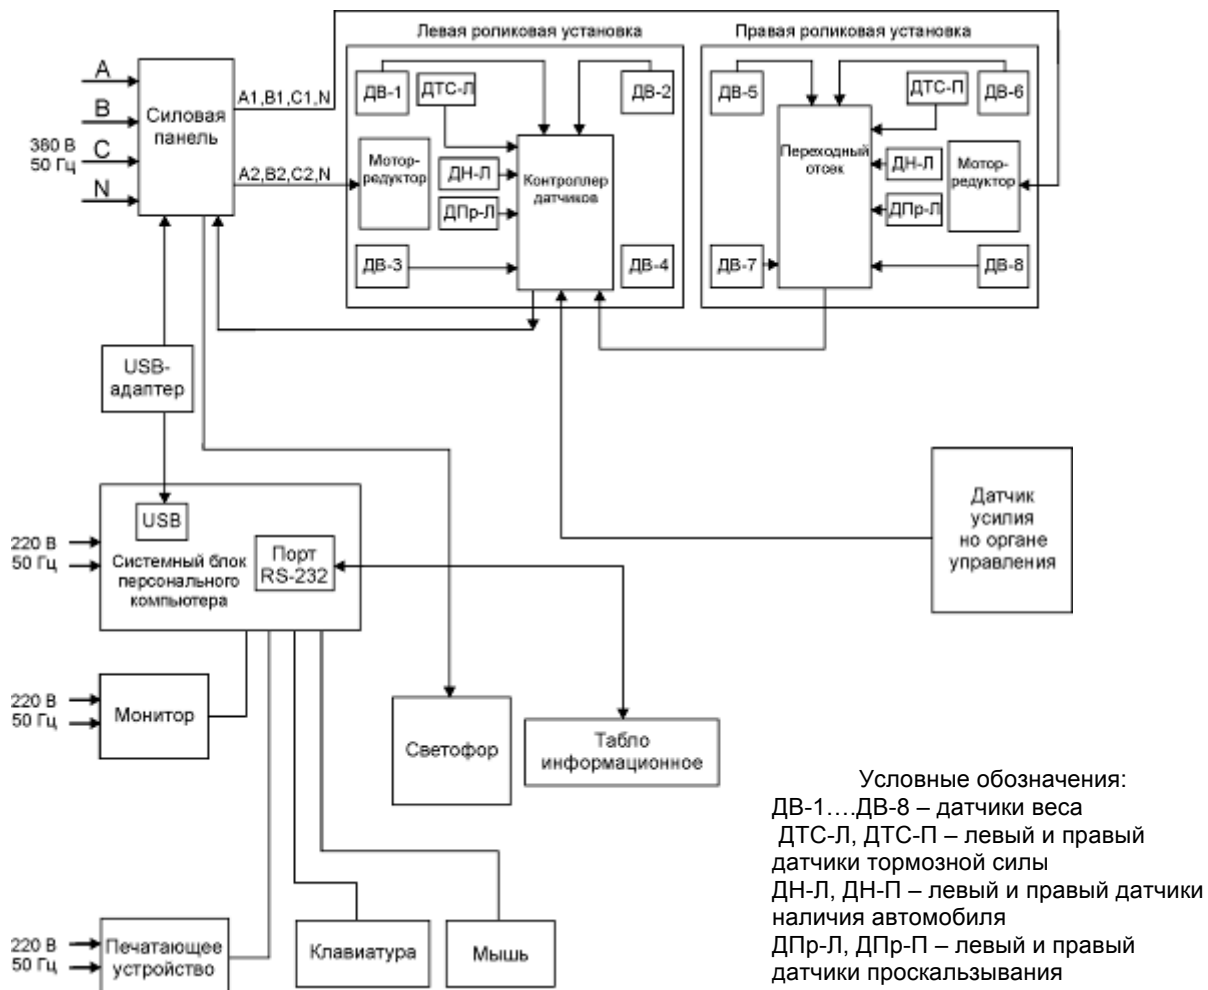 Левая роликовая установка
Правая роликовая установка
A
B
C
N
380 В
50 Гц
Силовая
панель
A1,B1,C1,N
A2,B2,C2,N
ДВ-1
ДТС-Л
ДВ-2
Мотор-
редуктор
ДН-Л
ДПр-Л
Контроллер
датчиков
ДВ-3
ДВ-4
ДВ-5
ДТС-П
ДВ-6
Переходный
отсек
ДН-Л
ДПр-Л
Мотор-
редуктор
ДВ-7
ДВ-8
USB-
адаптер
USB
220 В
50 Гц
Системный блок
персонального
компьютера
Порт
RS-232
Датчик
усилия
но органе
управления
220 В
50 Гц
Монитор
Светофор
Табло
информационное
220 В
50 Гц
Печатающее
устройство
Клавиатура
Мышь
Условные обозначения:
ДВ-1….ДВ-8 – датчики веса
ДТС-Л, ДТС-П – левый и правый
датчики тормозной силы
ДН-Л, ДН-П – левый и правый датчики
наличия автомобиля
ДПр-Л, ДПр-П – левый и правый
датчики проскальзывания